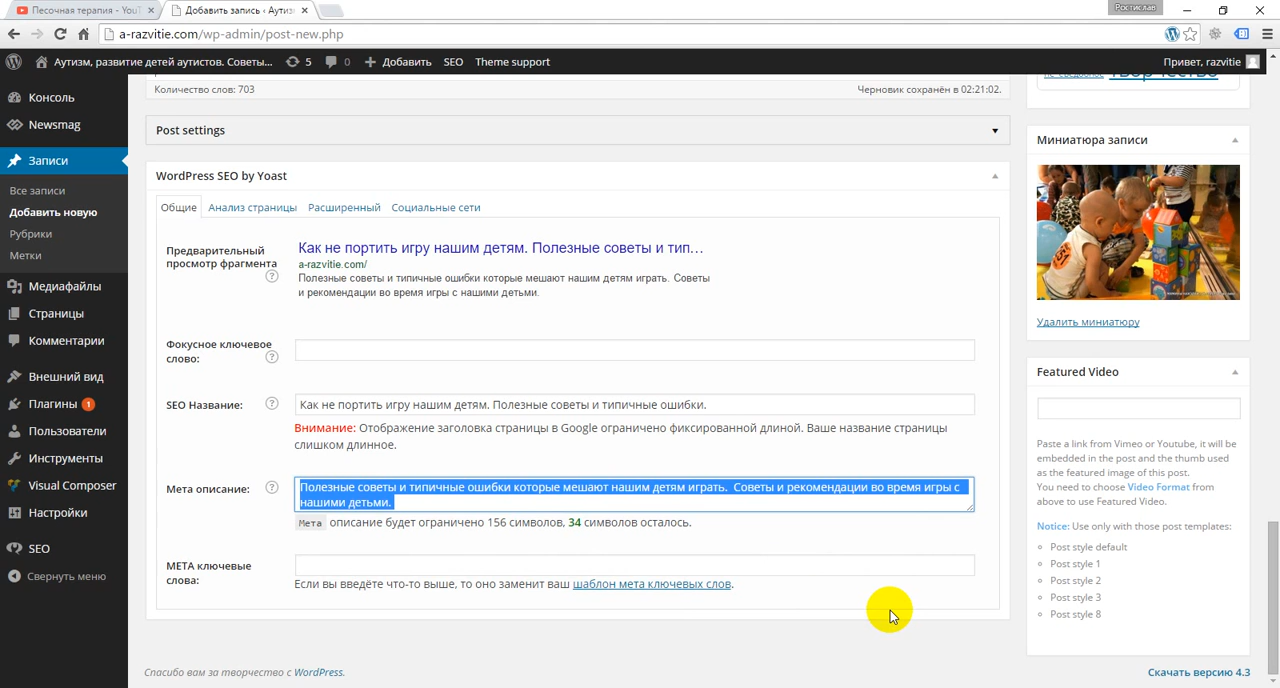 Песочная терапия - YouT
Добавить запись ‹ Аутизм
Ростислав
a-razvitie.com/wp-admin/post-new.php
Аутизм, развитие детей аутистов. Советы… 5 0 Добавить SEO Theme support Привет, razvitie
Консоль
Newsmag
Записи
Все записи
Добавить новую
Рубрики
Метки
Медиафайлы
Страницы
Комментарии
Внешний вид
Плагины 1
Пользователи
Инструменты
Visual Composer
Настройки
SEO
Свернуть меню
Количество слов: 703 Черновик сохранён в 02:21:02.
Post settings
WordPress SEO by Yoast
Общие Анализ страницы Расширенный Социальные сети
Предварительный просмотр фрагмента
Как не портить игру нашим детям. Полезные советы и тип…
a-razvitie.com/
Полезные советы и типичные ошибки которые мешают нашим детям играть. Советы
и рекомендации во время игры с нашими детьми.
Фокусное ключевое
слово:
SEO Название: Как не портить игру нашим детям. Полезные советы и типичные ошибки.
Внимание: Отображение заголовка страницы в Google ограничено фиксированной длиной. Ваше название страницы
слишком длинное.
Мета описание: Полезные советы и типичные ошибки которые мешают нашим детям играть. Советы и рекомендации во время игры с
нашими детьми.
Мета описание будет ограничено 156 символов, 34 символов осталось.
МЕТА ключевые
слова:
Если вы введёте что-то выше, то оно заменит ваш шаблон мета ключевых слов.
творчество
Миниатюра записи
Удалить миниатюру
Featured Video
Paste a link from Vimeo or Youtube, it will be
embedded in the post and the thumb used
as the featured image of this post.
You need to choose Video Format from
above to use Featured Video.
Notice: Use only with those post templates:
Post style default
Post style 1
Post style 2
Post style 3
Post style 8
Спасибо вам за творчество с WordPress. Скачать версию 4.3